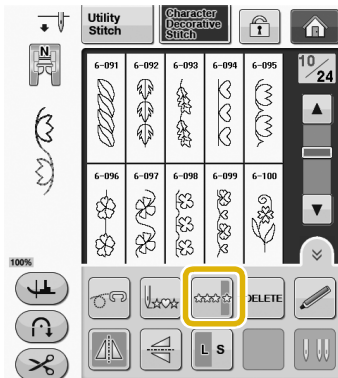 Utility
Stitch
Character
Decorative
Stitch
N
6-091
6-092
6-093
6-094
6-095
10/24
6-096
6-097
6-098
6-099
6-100
100%
DELETE
L S